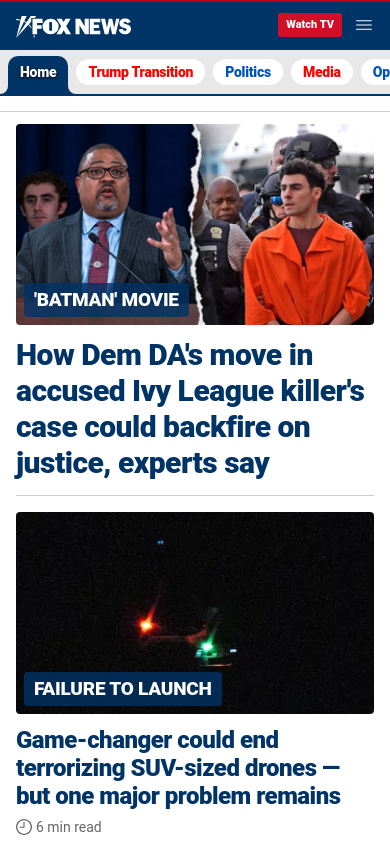 FOX NEWS
Watch TV
Home
Trump Transition
Politics
Media
Op
ICE
'BATMAN' MOVIE
How Dem DA's move in
accused Ivy League killer's
case could backfire on
justice, experts say
FAILURE TO LAUNCH
Game-changer could end
terrorizing SUV-sized drones —
but one major problem remains
6 min read